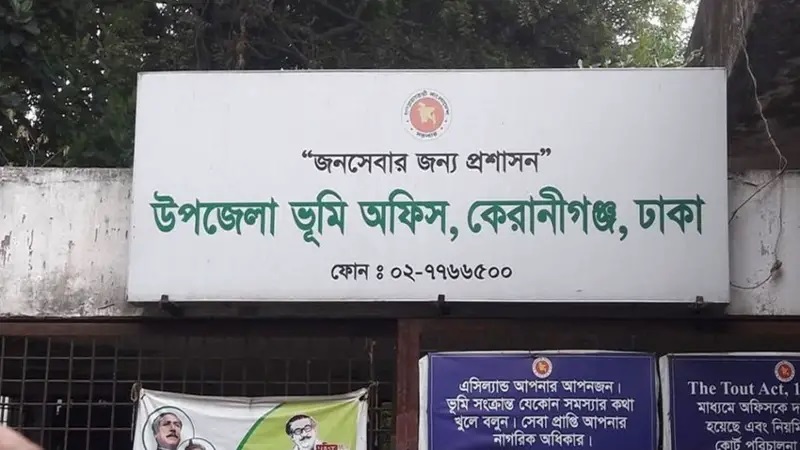 "জনসেবার জন্য প্রশাসন"
উপজেলা ভূমি অফিস, কেরানীগঞ্জ, ঢাকা
ফোন ঃ ০২-৭৭৬৬৫০০
এসিল্যান্ড আপনার আপনজন।
ভূমি সংক্রান্ত যেকোন সমস্যার কথা
খুলে বলুন। সেবা প্রাপ্তি আপনার
নাগরিক অধিকার।
The Tout Act, 1
মাধ্যমে অফিসকে দ
হয়েছে এবং নিয়মি
কোর্ট পরিচালনা